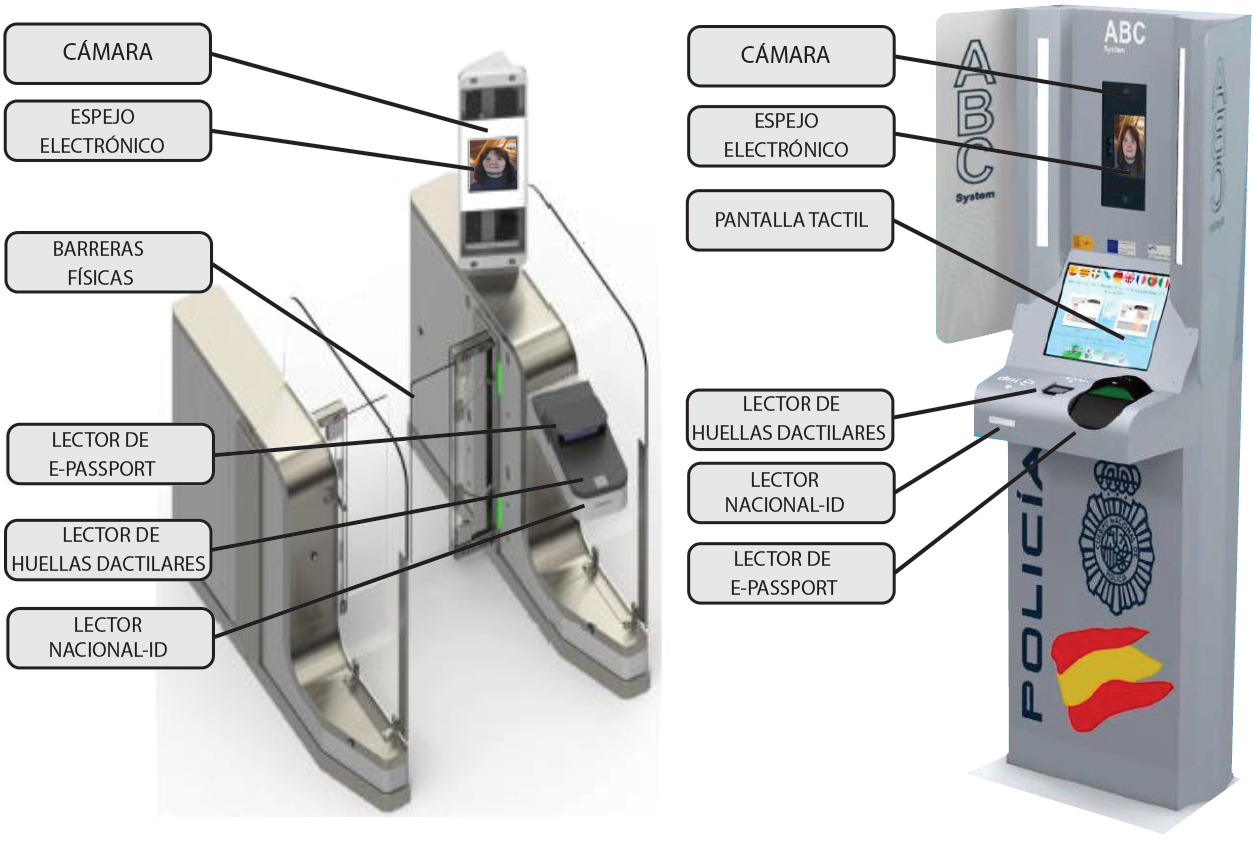 CÁMARA
ESPEJO
ELECTRÓNICO
BARRERAS
FÍSICAS
LECTOR DE
E-PASSPORT
LECTOR DE
HUELLAS DACTILARES
LECTOR
NACIONAL-ID
CÁMARA
ESPEJO
ELECTRÓNICO
PANTALLA TACTIL
LECTOR DE
HUELLAS DACTILARES
LECTOR
NACIONAL-ID
LECTOR DE
E-PASSPORT
ABC
System
ABC
System
ABC
POLICÍA